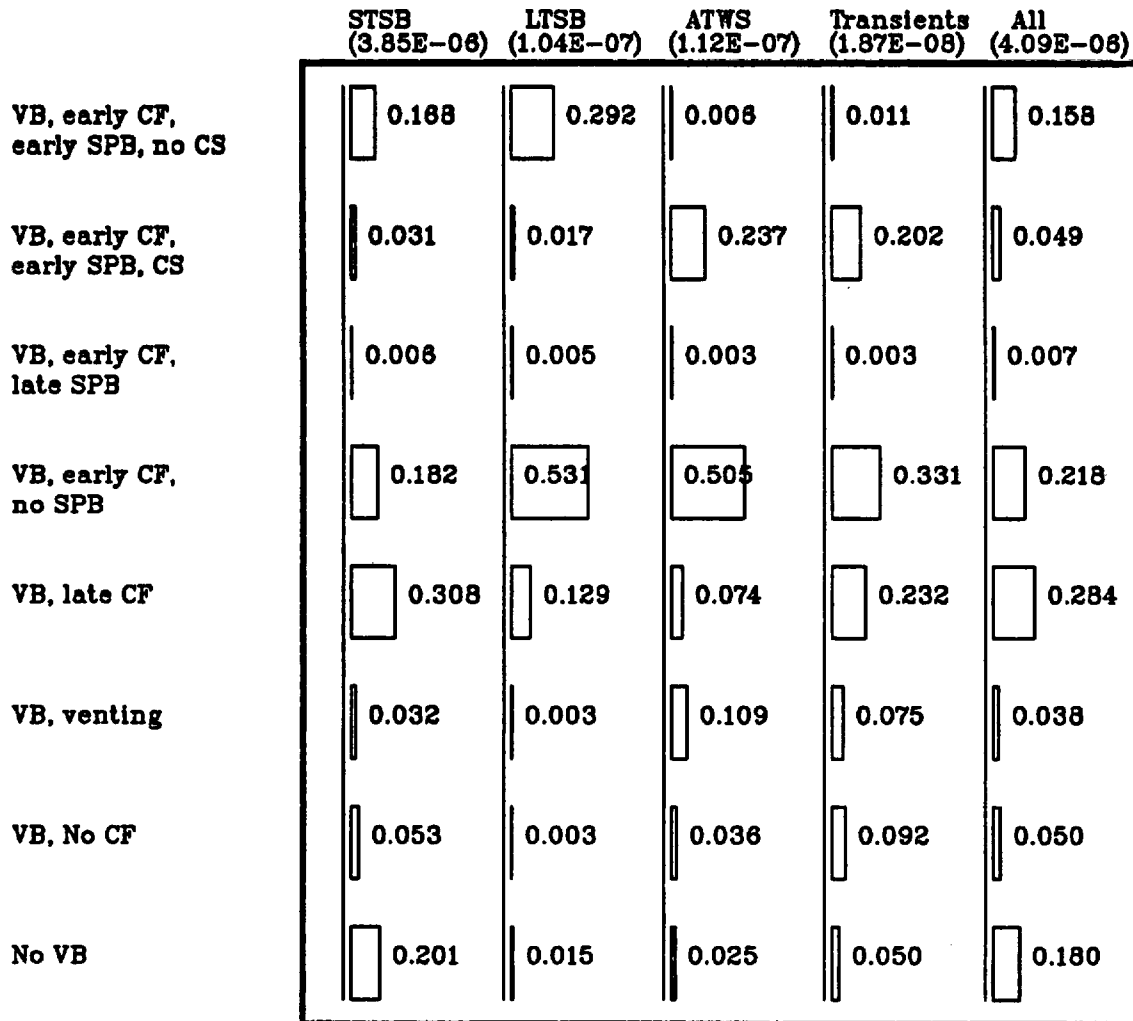 STSB LTSB ATWS Transients All
(3.85E-06) (1.04E-07) (1.12E-07) (1.87E-08) (4.09E-06)
VB, early CF,
early SPB, no CS
0.168 0.292 0.006 0.011 0.158
VB, early CF,
early SPB, CS
0.031 0.017 0.237 0.202 0.049
VB, early CF,
late SPB
0.006 0.005 0.003 0.003 0.007
VB, early CF,
no SPB
0.182 0.531 0.505 0.331 0.218
VB, late CF
0.308 0.129 0.074 0.232 0.284
VB, venting
0.032 0.003 0.109 0.075 0.038
VB, No CF
0.053 0.003 0.036 0.092 0.050
No VB
0.201 0.015 0.025 0.050 0.180